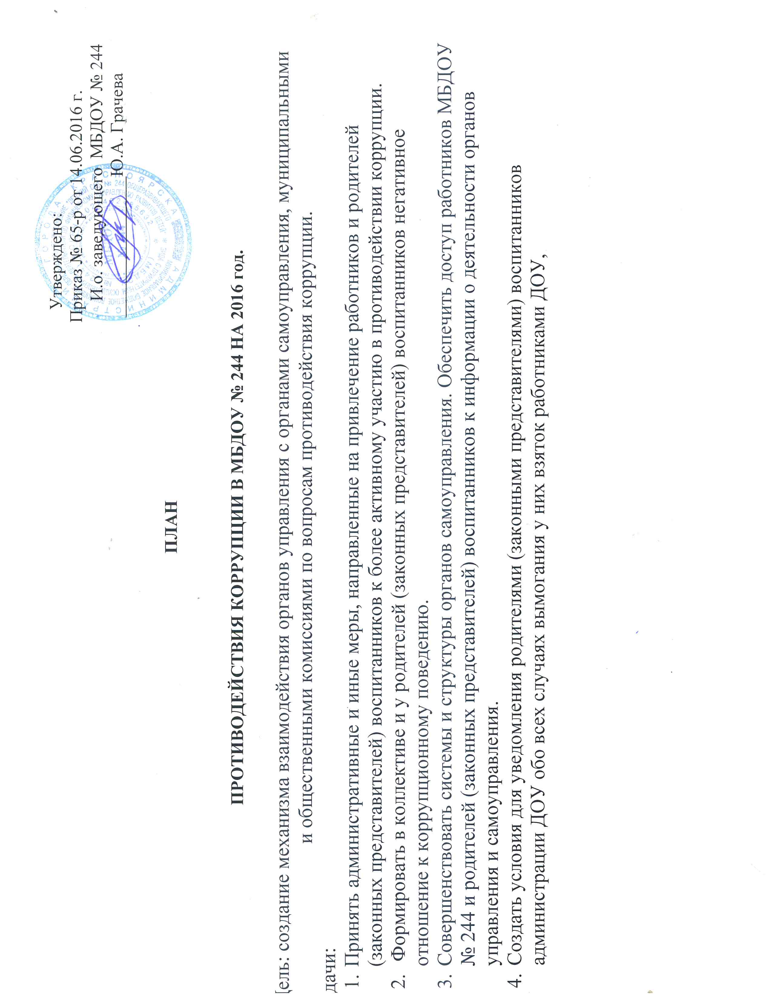 Утверждено:
Приказ № 65-р от 14.06.2016 г.
И.о. заведующего МБДОУ № 244
Ю.А. Грачева
ПЛАН
ПРОТИВОДЕЙСТВИЯ КОРРУПЦИИ В МБДОУ № 244 НА 2016 год.
ель: создание механизма взаимодействия органов управления с органами самоуправления, муниципальными
и общественными комиссиями по вопросам противодействия коррупции.
дачи:
1. Принять административные и иные меры, направленные на привлечение работников и родителей
(законных представителей) воспитанников к более активному участию в противодействии коррупции.
2. Формировать в коллективе и у родителей (законных представителей) воспитанников негативное
отношение к коррупционному поведению.
3. Совершенствовать системы и структуры органов самоуправления. Обеспечить доступ работников МБДОУ
№ 244 и родителей (законных представителей) воспитанников к информации о деятельности органов
управления и самоуправления.
4. Создать условия для уведомления родителями (законными представителями) воспитанников
администрации ДОУ обо всех случаях вымогания у них взяток работниками ДОУ,